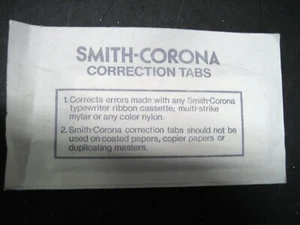 SMITH-CORONA
CORRECTION TABS
1. Corrects errors made with any Smith-Corona
typewriter ribbon cassette; multi-strike
mylar or any color nylon.
2. Smith-Corona correction tabs should not be
used on coated papers, copier papers or
duplicating masters.